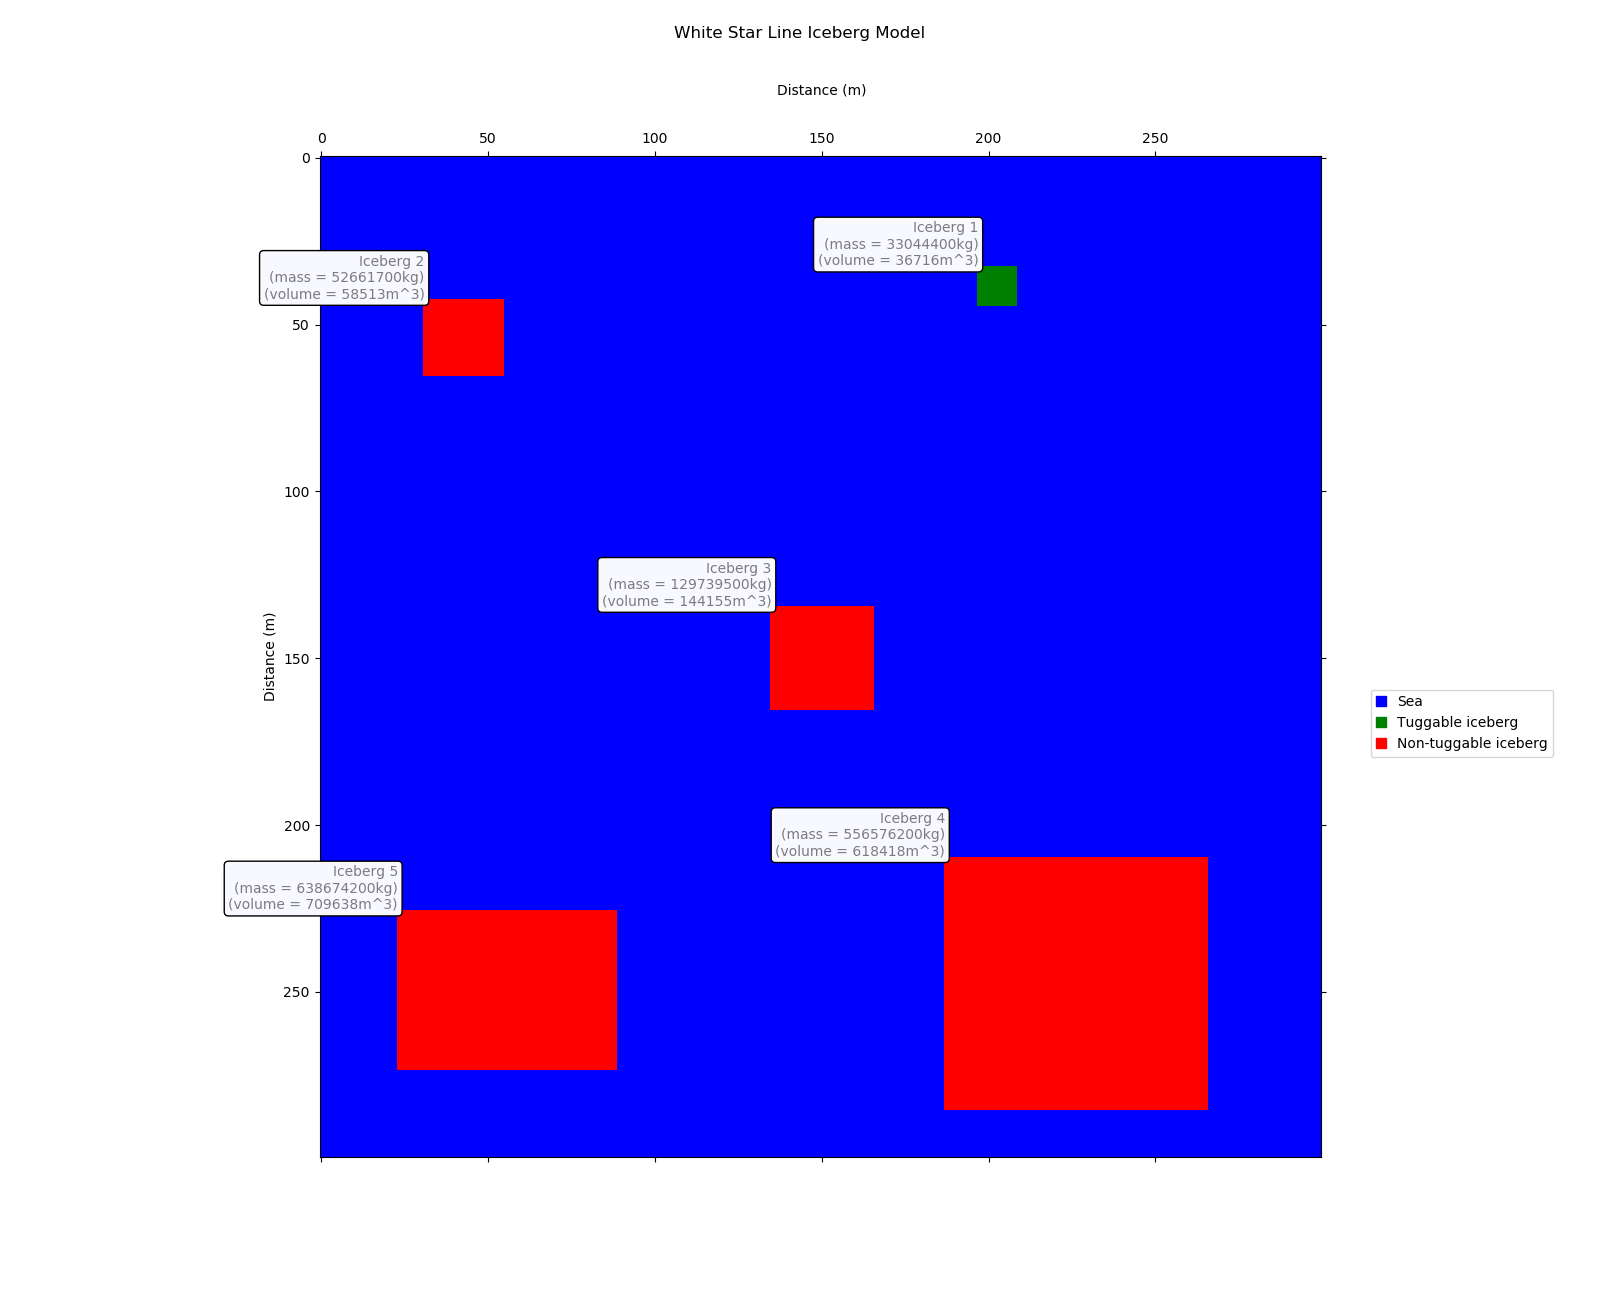 White Star Line Iceberg Model
Distance (m)
0 50 100 150 200 250
0
Iceberg 1
(mass = 33044400kg)
(volume = 36716m^3)
Iceberg 2
(mass = 52661700kg)
(volume = 58513m^3)
50
100
Iceberg 3
(mass = 129739500kg)
(volume = 144155m^3)
Distance (m)
150
Sea
Tuggable iceberg
Non-tuggable iceberg
200
Iceberg 4
(mass = 556576200kg)
(volume = 618418m^3)
Iceberg 5
(mass = 638674200kg)
(volume = 709638m^3)
250